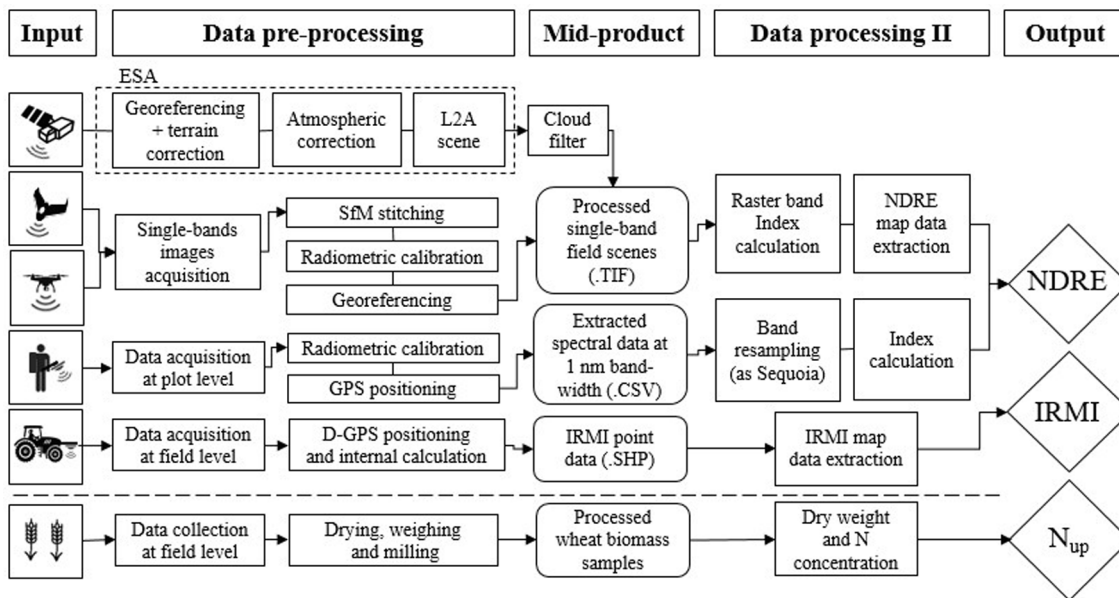 Input
Data pre-processing
Mid-product
Data processing II
Output
ESA
Georeferencing
+ terrain
correction
Atmospheric
correction
L2A
scene
Cloud
filter
Single-bands
images
acquisition
SfM stitching
Radiometric calibration
Georeferencing
Processed
single-band
field scenes
(.TIF)
Raster band
Index
calculation
NDRE
map data
extraction
NDRE
Data acquisition
at plot level
Radiometric calibration
GPS positioning
Extracted
spectral data at
1 nm band-
width (.CSV)
Band
resampling
(as Sequoia)
Index
calculation
IRMI
Data acquisition
at field level
D-GPS positioning
and internal calculation
IRMI point
data (.SHP)
IRMI map
data extraction
Data collection
at field level
Drying, weighing
and milling
Processed
wheat biomass
samples
Dry weight
and N
concentration
Nup